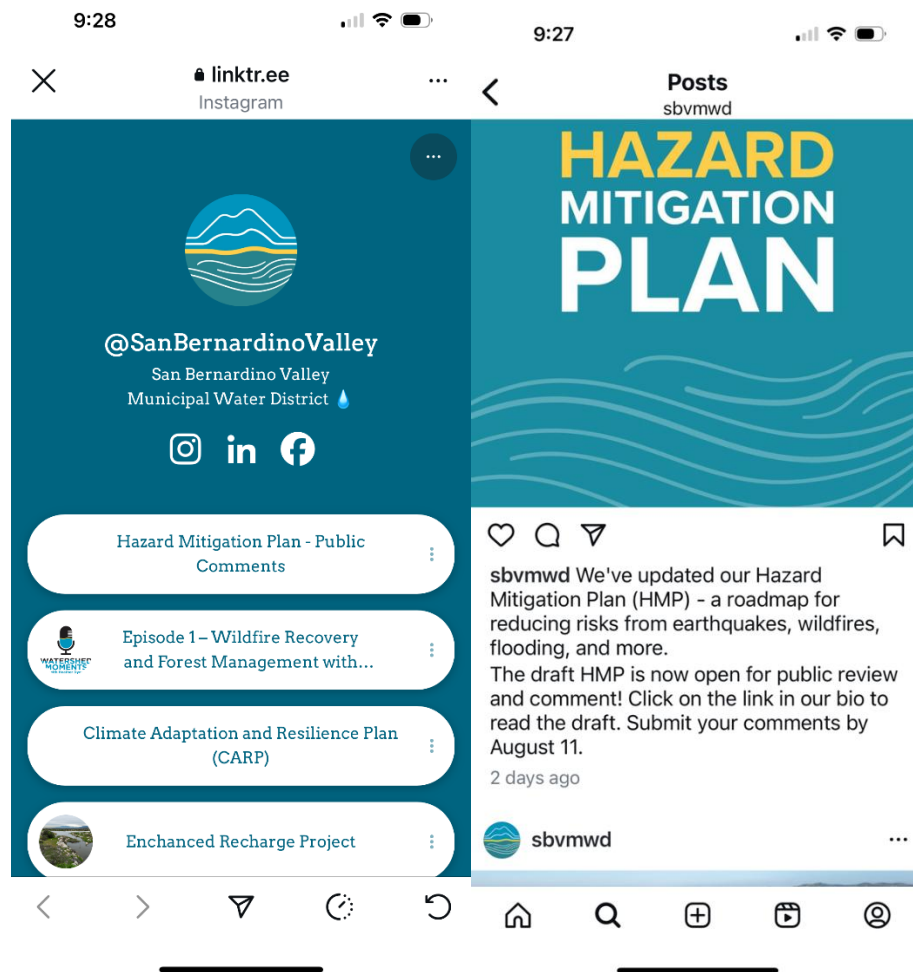 9:28
linktr.ee
Instagram
@SanBernardinoValley
San Bernardino Valley
Municipal Water District
Hazard Mitigation Plan - Public
Comments
WATERSHED
MOMENTS
Episode 1 – Wildfire Recovery
and Forest Management with...
Climate Adaptation and Resilience Plan
(CARP)
Enchanced Recharge Project
9:27
Posts
sbvmwd
HAZARD
MITIGATION
PLAN
sbvmwd We've updated our Hazard
Mitigation Plan (HMP) - a roadmap for
reducing risks from earthquakes, wildfires,
flooding, and more.
The draft HMP is now open for public review
and comment! Click on the link in our bio to
read the draft. Submit your comments by
August 11.
2 days ago
sbvmwd